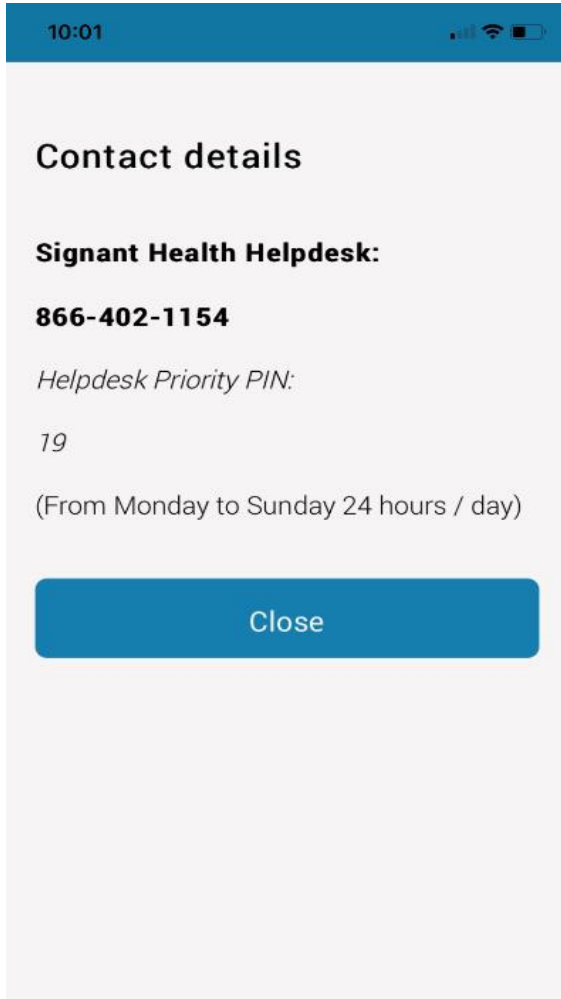 10:01
Contact details
Signant Health Helpdesk:
866-402-1154
Helpdesk Priority PIN:
19
(From Monday to Sunday 24 hours / day)
Close